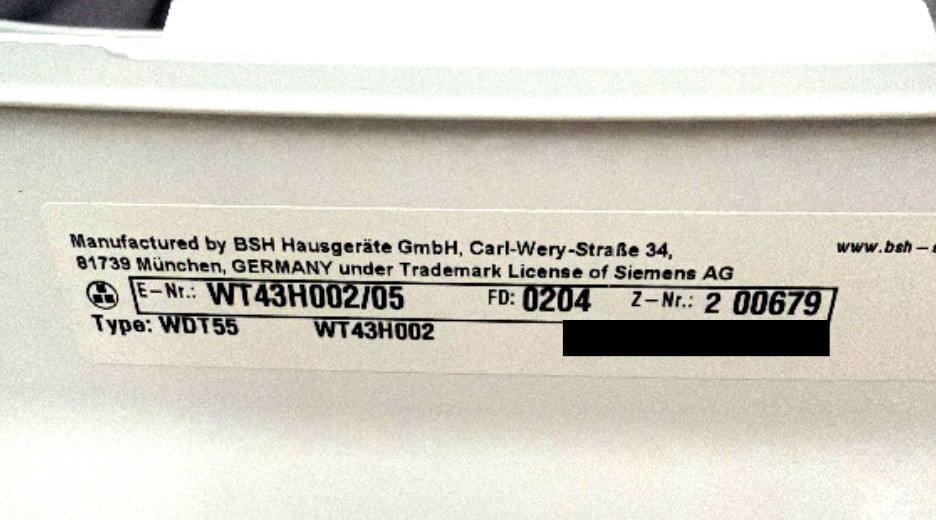 Manufactured by BSH Hausgeräte GmbH, Carl-Wery-Straße 34, www.bsh-
81739 München, GERMANY under Trademark License of Siemens AG
E-Nr.: WT43H002/05 FD: 0204 Z-Nr.: 2 00679
Type: WDT55 WT43H002